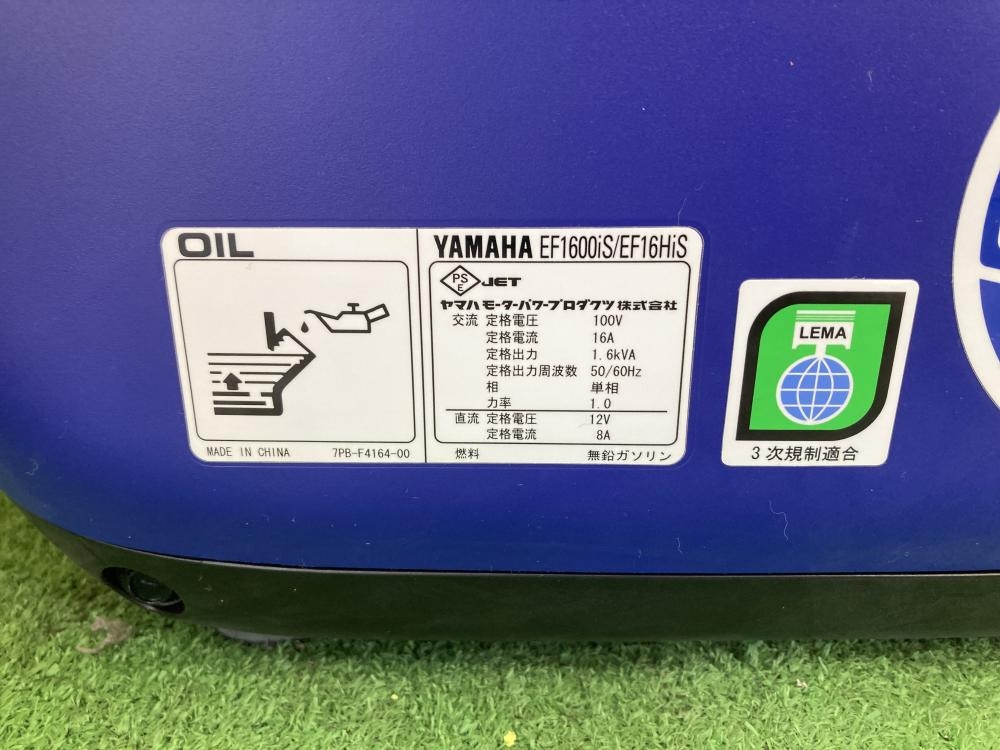 OIL
MADE IN CHINA 7PB-F4164-00
YAMAHA EF1600iS/EF16HiS
PS
E
JET
ヤマハモーターパワープロダクツ株式会社
交流 定格電圧 100V
定格電流 16A
定格出力 1.6kVA
定格出力周波数 50/60Hz
相 単相
力率 1.0
直流 定格電圧 12V
定格電流 8A
燃料 無鉛ガソリン
LEMA
3次規制適合